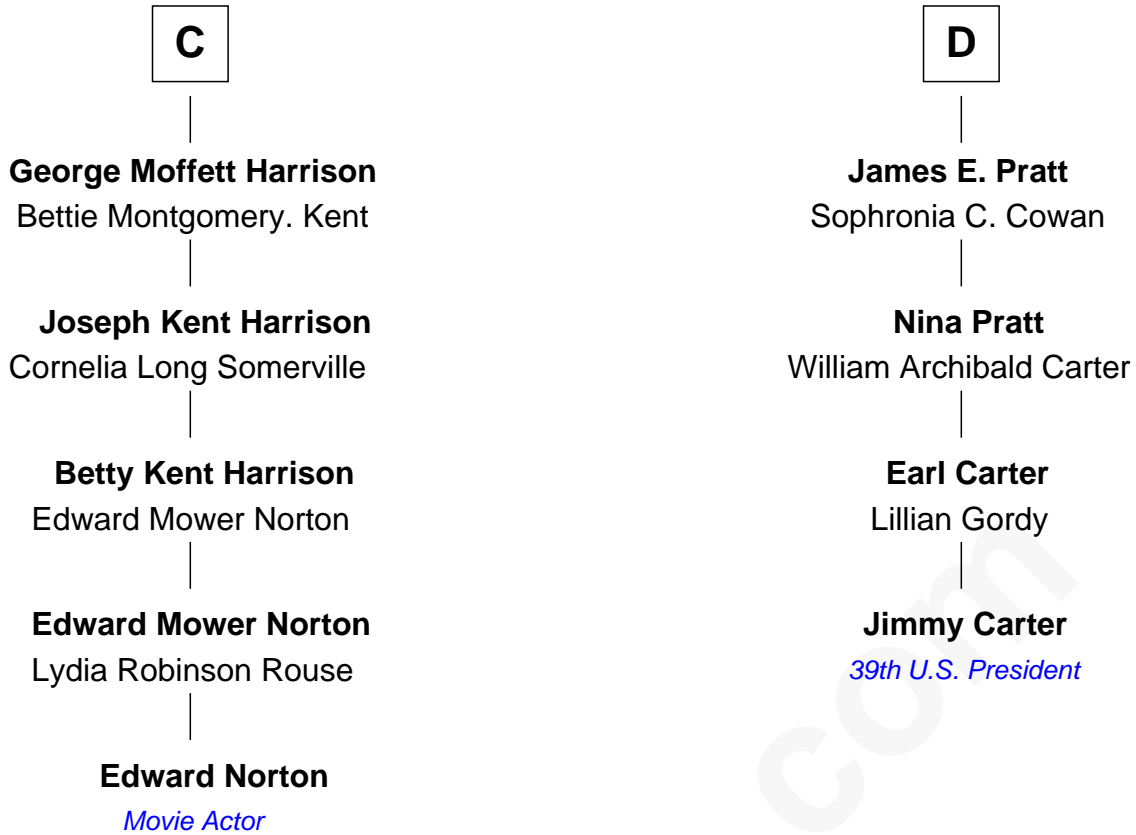 C
George Moffett Harrison
Bettie Montgomery. Kent
Joseph Kent Harrison
Cornelia Long Somerville
Betty Kent Harrison
Edward Mower Norton
Edward Mower Norton
Lydia Robinson Rouse
Edward Norton
Movie Actor
D
James E. Pratt
Sophronia C. Cowan
Nina Pratt
William Archibald Carter
Earl Carter
Lillian Gordy
Jimmy Carter
39th U.S. President
com